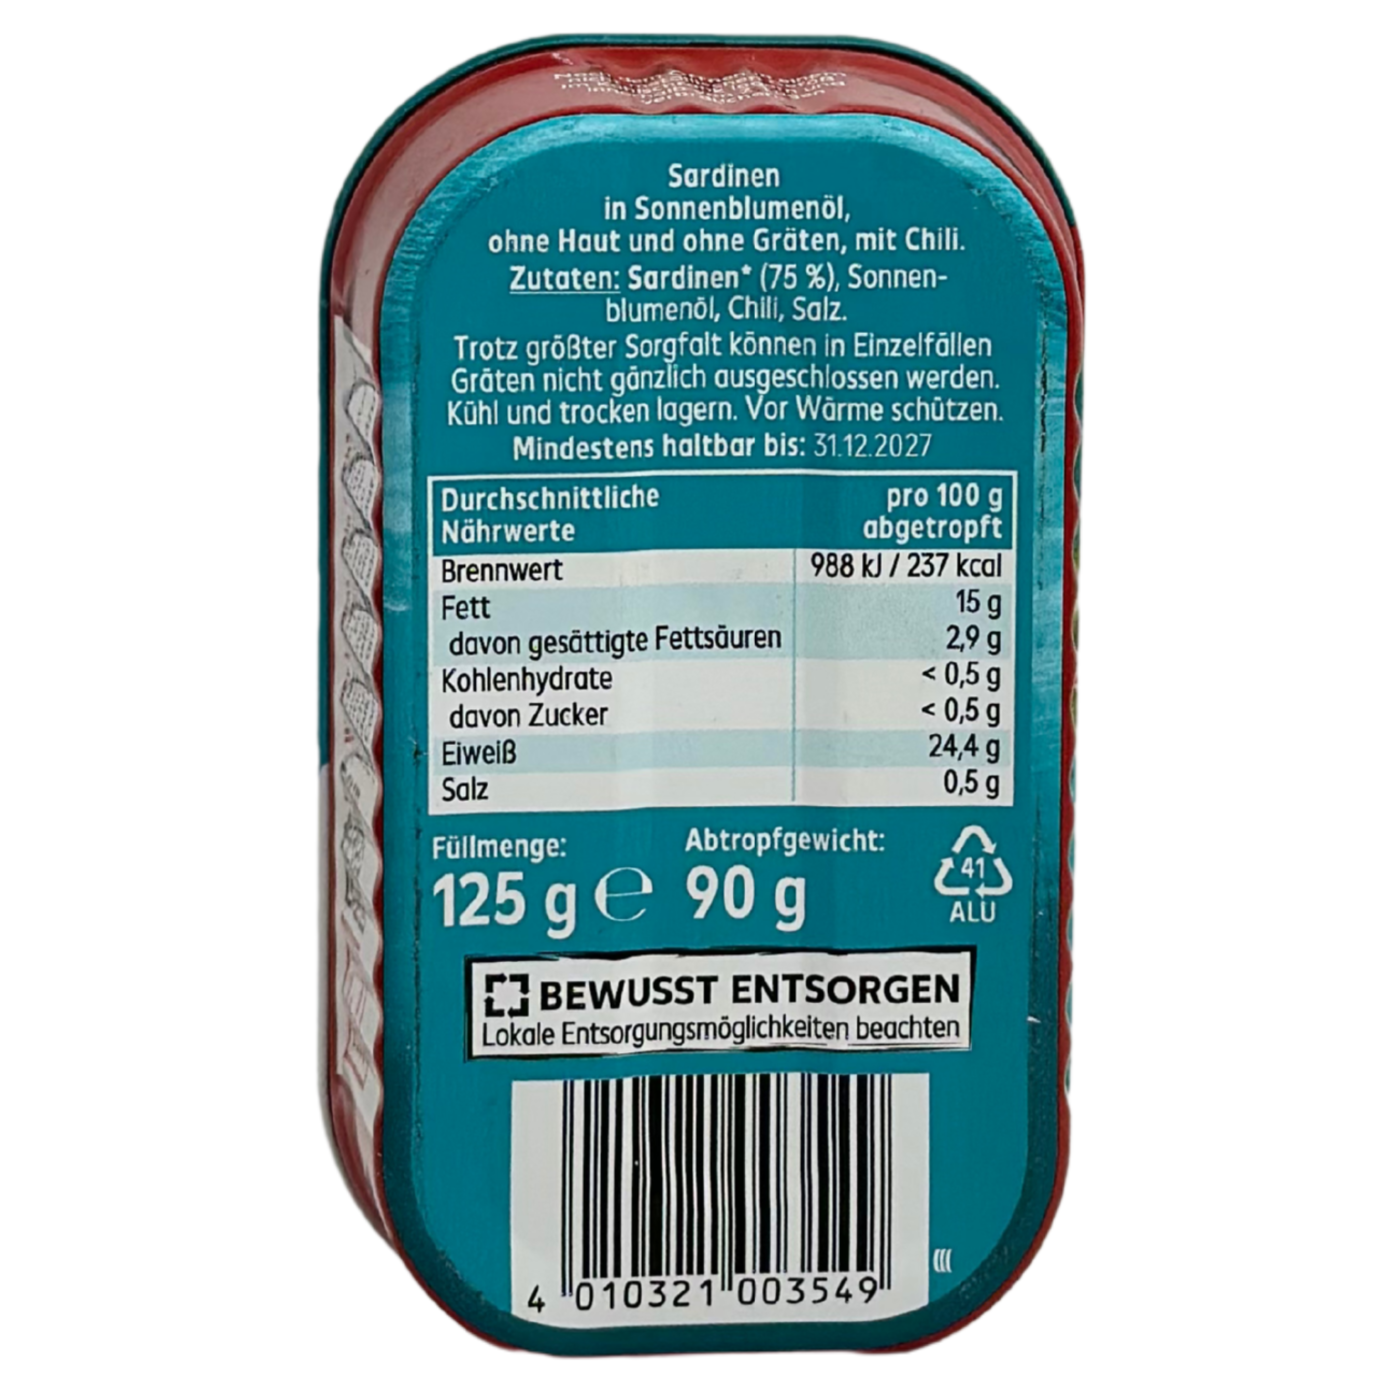 Sardinen
in Sonnenblumenöl,
ohne Haut und ohne Gräten, mit Chili.
Zutaten: Sardinen* (75 %), Sonnen-
blumenöl, Chili, Salz.
Trotz größter Sorgfalt können in Einzelfällen
Gräten nicht gänzlich ausgeschlossen werden.
Kühl und trocken lagern. Vor Wärme schützen.
Mindestens haltbar bis: 31.12.2027
Durchschnittliche pro 100 g
Nährwerte abgetropft
Brennwert 988 kJ / 237 kcal
Fett 15 g
davon gesättigte Fettsäuren 2,9 g
Kohlenhydrate < 0,5 g
davon Zucker < 0,5 g
Eiweiß 24,4 g
Salz 0,5 g
Füllmenge: Abtropfgewicht:
125 g ℮ 90 g
41
ALU
BEWUSST ENTSORGEN
Lokale Entsorgungsmöglichkeiten beachten
4 010321 003549